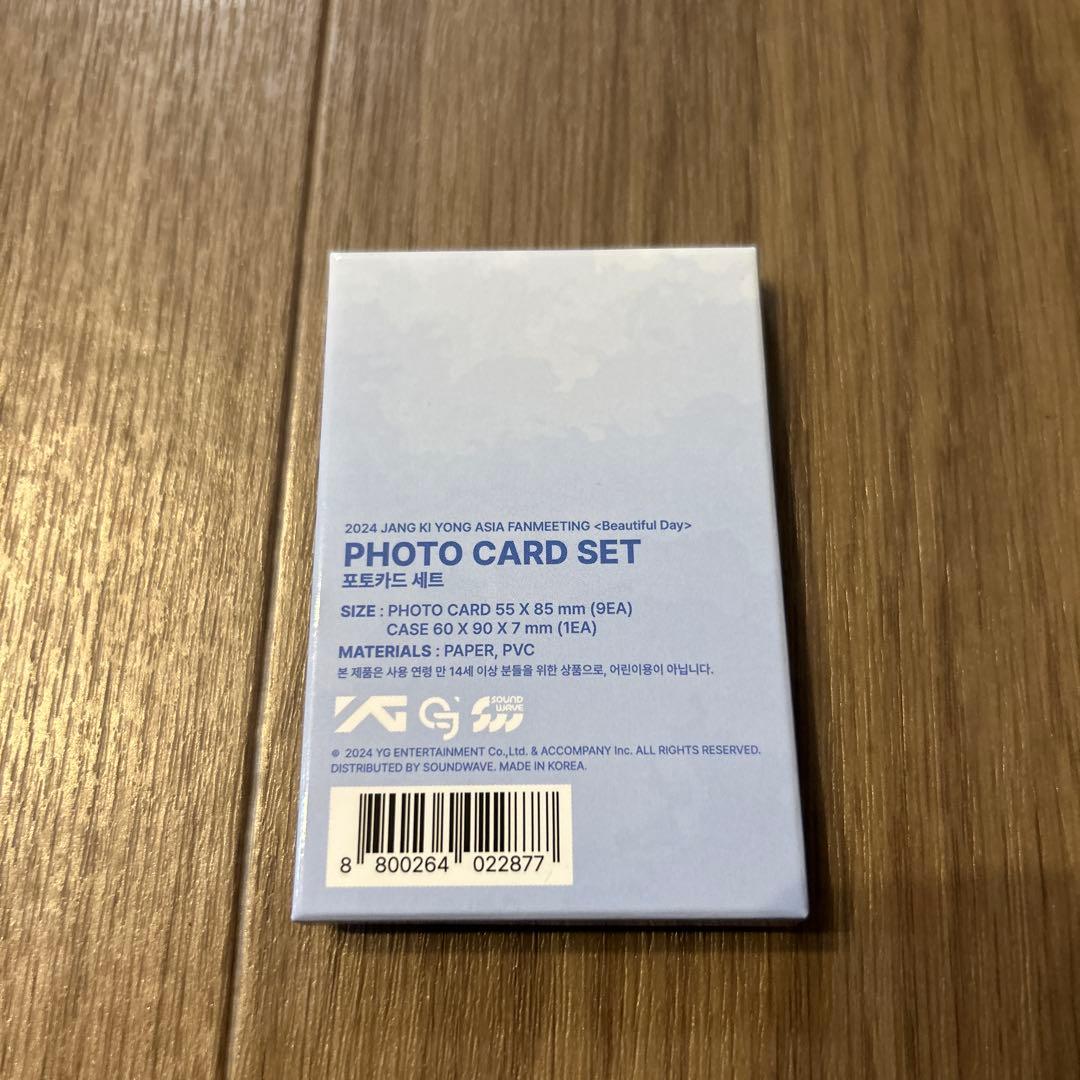 2024 JANG KI YONG ASIA FANMEETING <Beautiful Day>
PHOTO CARD SET
포토카드 세트
SIZE : PHOTO CARD 55 X 85 mm (9EA)
CASE 60 X 90 X 7 mm (1EA)
MATERIALS : PAPER, PVC
본 제품은 사용 연령 만 14세 이상 분들을 위한 상품으로, 어린이용이 아닙니다.
YG
SOUND WAVE
© 2024 YG ENTERTAINMENT Co.,Ltd. & ACCOMPANY Inc. ALL RIGHTS RESERVED.
DISTRIBUTED BY SOUNDWAVE. MADE IN KOREA.
8 800264 022877